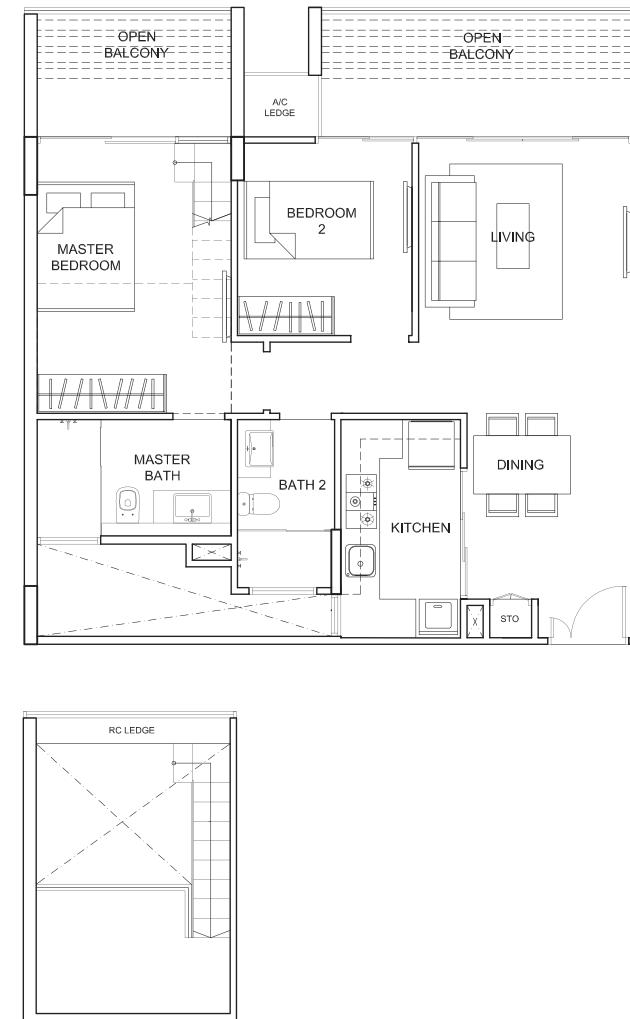 OPEN
BALCONY
OPEN
BALCONY
A/C
LEDGE
BEDROOM
2
LIVING
MASTER
BEDROOM
MASTER
BATH
BATH 2
DINING
KITCHEN
STO
RC LEDGE